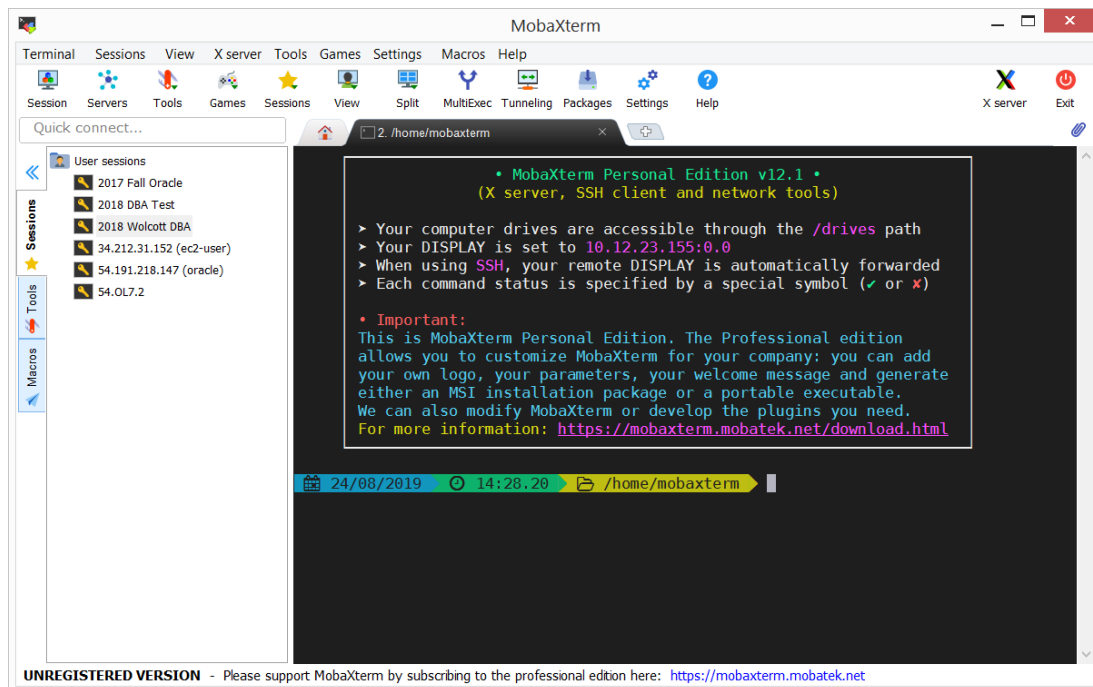 MobaXterm
Terminal Sessions View X server Tools Games Settings Macros Help
Session Servers Tools Games Sessions View Split MultiExec Tunneling Packages Settings Help X server Exit
Quick connect...
2. /home/mobaxterm
User sessions
2017 Fall Oracle
2018 DBA Test
2018 Wolcott DBA
34.212.31.152 (ec2-user)
54.191.218.147 (oracle)
54.OL7.2
Sessions
Tools
Macros
• MobaXterm Personal Edition v12.1 •
(X server, SSH client and network tools)
➤ Your computer drives are accessible through the /drives path
➤ Your DISPLAY is set to 10.12.23.155:0.0
➤ When using SSH, your remote DISPLAY is automatically forwarded
➤ Each command status is specified by a special symbol (✔ or ✘)
• Important:
This is MobaXterm Personal Edition. The Professional edition
allows you to customize MobaXterm for your company: you can add
your own logo, your parameters, your welcome message and generate
either an MSI installation package or a portable executable.
We can also modify MobaXterm or develop the plugins you need.
For more information: https://mobaxterm.mobatek.net/download.html
24/08/2019 14:28.20 /home/mobaxterm
UNREGISTERED VERSION - Please support MobaXterm by subscribing to the professional edition here: https://mobaxterm.mobatek.net